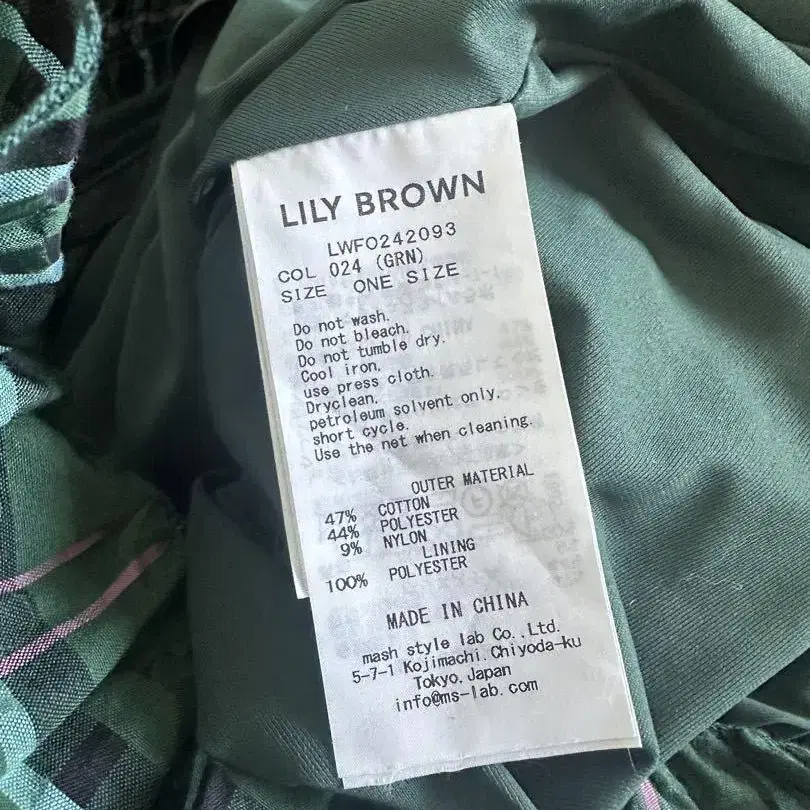 LILY BROWN
LWFO242093
COL 024 (GRN)
SIZE ONE SIZE
Do not wash.
Do not bleach.
Do not tumble dry.
Cool iron.
use press cloth.
Dryclean.
petroleum solvent only,
short cycle.
Use the net when cleaning.
OUTER MATERIAL
47% COTTON
44% POLYESTER
9% NYLON
LINING
100% POLYESTER
MADE IN CHINA
mash style lab Co.,Ltd.
5-7-1 Kojimachi.Chiyoda-ku
Tokyo.Japan
info@ms-lab.com